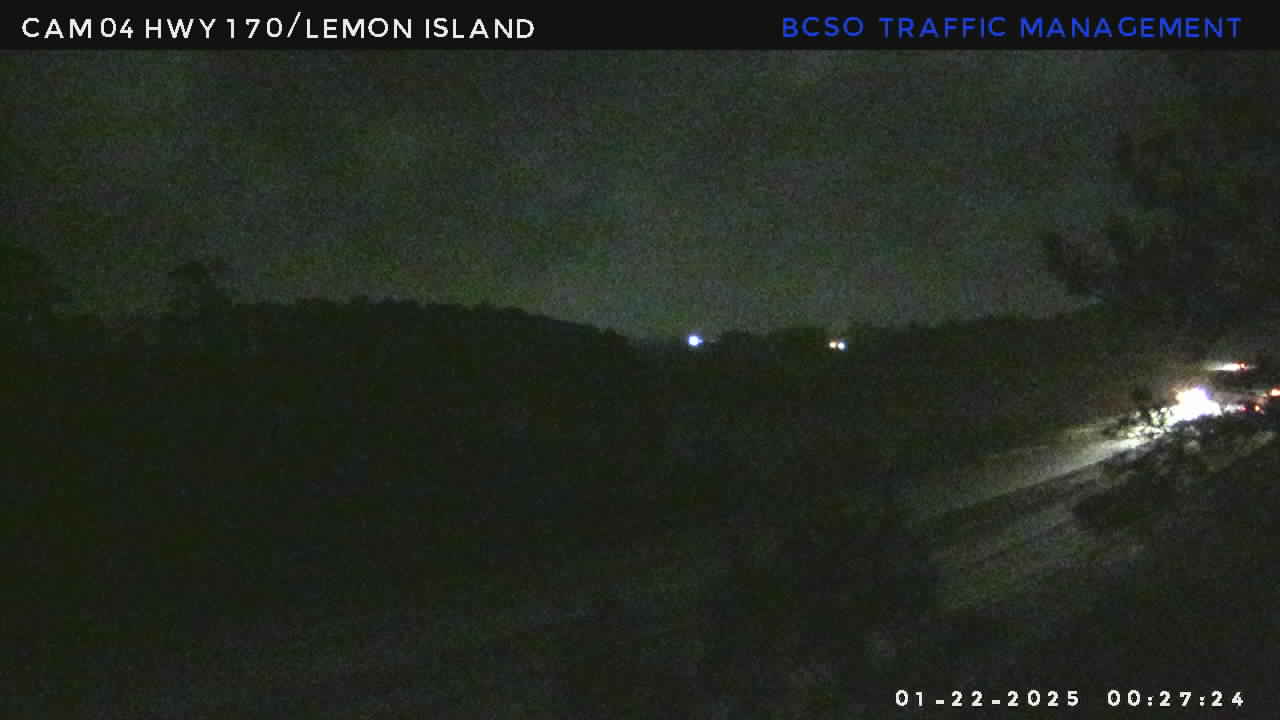 CAM04 HWY 170/LEMON ISLAND
BCSO TRAFFIC MANAGEMENT
01-22-2025 00:27:24